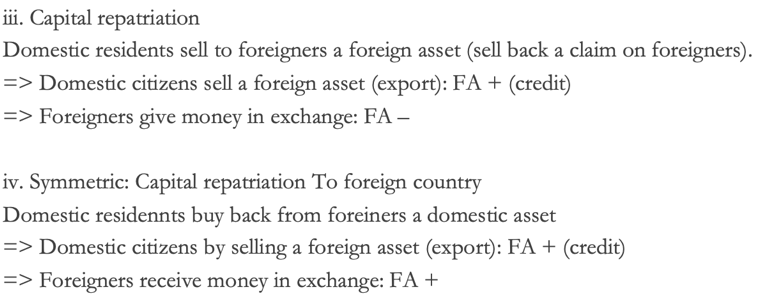 iii. Capital repatriation
Domestic residents sell to foreigners a foreign asset (sell back a claim on foreigners).
=> Domestic citizens sell a foreign asset (export): FA + (credit)
=> Foreigners give money in exchange: FA –
iv. Symmetric: Capital repatriation To foreign country
Domestic residennts buy back from foreiners a domestic asset
=> Domestic citizens by selling a foreign asset (export): FA + (credit)
=> Foreigners receive money in exchange: FA +